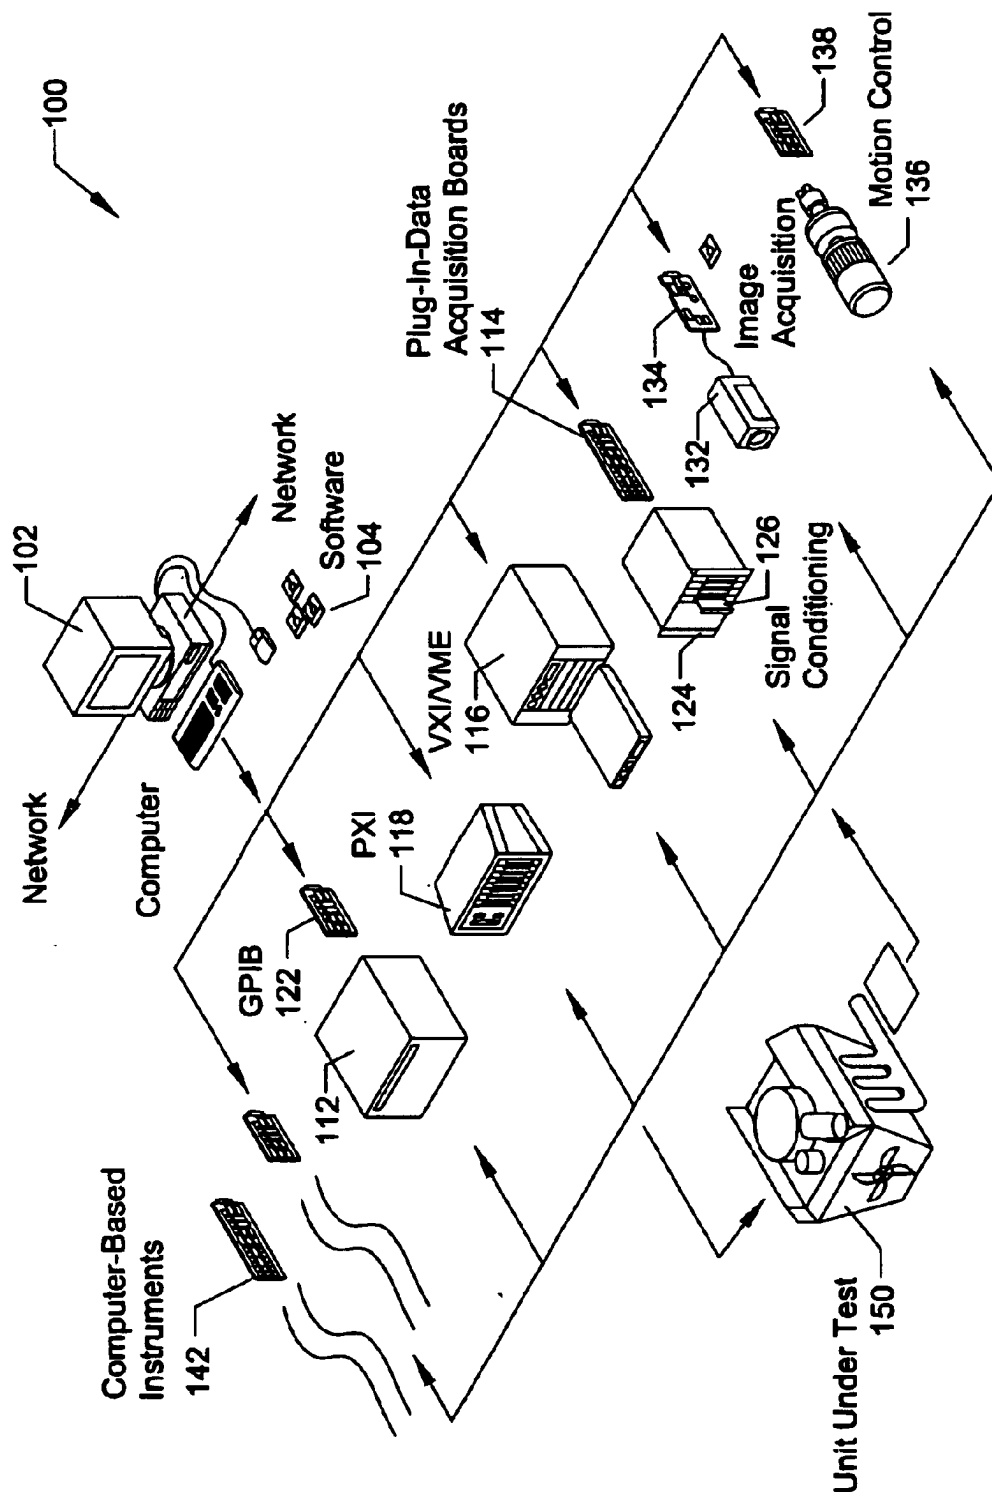 100
102
Network
Network
Computer
Software
104
Plug-In-Data
Acquisition Boards
114
GPIB
122
PXI
118
VXI/VME
116
112
Computer-Based
Instruments
142
124
126
Signal
Conditioning
134
132
Image
Acquisition
138
Motion Control
136
Unit Under Test
150